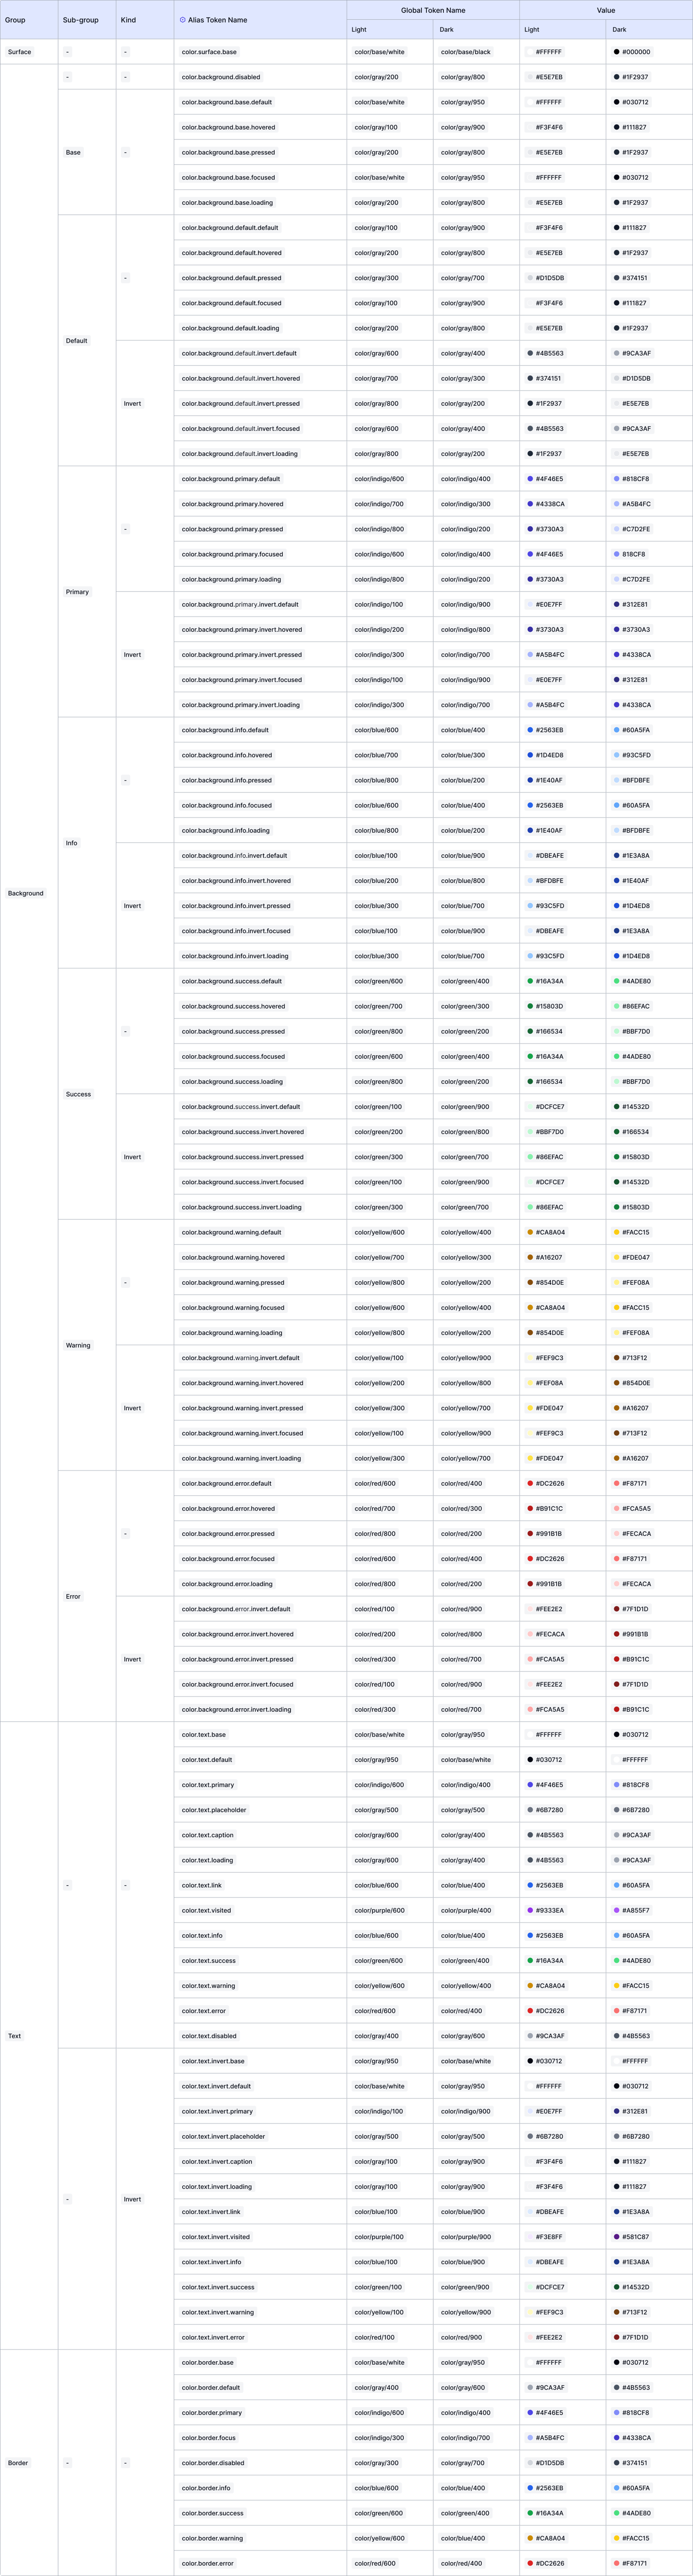 Group Sub-group Kind Alias Token Name Global Token Name Value
Light Dark Light Dark
Surface - - color.surface.base color/base/white color/base/black #FFFFFF #000000
- - color.background.disabled color/gray/200 color/gray/800 #E5E7EB #1F2937
color.background.base.default color/base/white color/gray/950 #FFFFFF #030712
color.background.base.hovered color/gray/100 color/gray/900 #F3F4F6 #111827
Base - color.background.base.pressed color/gray/200 color/gray/800 #E5E7EB #1F2937
color.background.base.focused color/base/white color/gray/950 #FFFFFF #030712
color.background.base.loading color/gray/200 color/gray/800 #E5E7EB #1F2937
color.background.default.default color/gray/100 color/gray/900 #F3F4F6 #111827
color.background.default.hovered color/gray/200 color/gray/800 #E5E7EB #1F2937
- color.background.default.pressed color/gray/300 color/gray/700 #D1D5DB #374151
color.background.default.focused color/gray/100 color/gray/900 #F3F4F6 #111827
color.background.default.loading color/gray/200 color/gray/800 #E5E7EB #1F2937
Default
color.background.default.invert.default color/gray/600 color/gray/400 #4B5563 #9CA3AF
color.background.default.invert.hovered color/gray/700 color/gray/300 #374151 #D1D5DB
Invert color.background.default.invert.pressed color/gray/800 color/gray/200 #1F2937 #E5E7EB
color.background.default.invert.focused color/gray/600 color/gray/400 #4B5563 #9CA3AF
color.background.default.invert.loading color/gray/800 color/gray/200 #1F2937 #E5E7EB
color.background.primary.default color/indigo/600 color/indigo/400 #4F46E5 #818CF8
color.background.primary.hovered color/indigo/700 color/indigo/300 #4338CA #A5B4FC
- color.background.primary.pressed color/indigo/800 color/indigo/200 #3730A3 #C7D2FE
color.background.primary.focused color/indigo/600 color/indigo/400 #4F46E5 818CF8
color.background.primary.loading color/indigo/800 color/indigo/200 #3730A3 #C7D2FE
Primary
color.background.primary.invert.default color/indigo/100 color/indigo/900 #E0E7FF #312E81
color.background.primary.invert.hovered color/indigo/200 color/indigo/800 #3730A3 #3730A3
Invert color.background.primary.invert.pressed color/indigo/300 color/indigo/700 #A5B4FC #4338CA
color.background.primary.invert.focused color/indigo/100 color/indigo/900 #E0E7FF #312E81
color.background.primary.invert.loading color/indigo/300 color/indigo/700 #A5B4FC #4338CA
color.background.info.default color/blue/600 color/blue/400 #2563EB #60A5FA
color.background.info.hovered color/blue/700 color/blue/300 #1D4ED8 #93C5FD
- color.background.info.pressed color/blue/800 color/blue/200 #1E40AF #BFDBFE
color.background.info.focused color/blue/600 color/blue/400 #2563EB #60A5FA
color.background.info.loading color/blue/800 color/blue/200 #1E40AF #BFDBFE
Info
color.background.info.invert.default color/blue/100 color/blue/900 #DBEAFE #1E3A8A
color.background.info.invert.hovered color/blue/200 color/blue/800 #BFDBFE #1E40AF
Background
Invert color.background.info.invert.pressed color/blue/300 color/blue/700 #93C5FD #1D4ED8
color.background.info.invert.focused color/blue/100 color/blue/900 #DBEAFE #1E3A8A
color.background.info.invert.loading color/blue/300 color/blue/700 #93C5FD #1D4ED8
color.background.success.default color/green/600 color/green/400 #16A34A #4ADE80
color.background.success.hovered color/green/700 color/green/300 #15803D #86EFAC
- color.background.success.pressed color/green/800 color/green/200 #166534 #BBF7D0
color.background.success.focused color/green/600 color/green/400 #16A34A #4ADE80
color.background.success.loading color/green/800 color/green/200 #166534 #BBF7D0
Success
color.background.success.invert.default color/green/100 color/green/900 #DCFCE7 #14532D
color.background.success.invert.hovered color/green/200 color/green/800 #BBF7D0 #166534
Invert color.background.success.invert.pressed color/green/300 color/green/700 #86EFAC #15803D
color.background.success.invert.focused color/green/100 color/green/900 #DCFCE7 #14532D
color.background.success.invert.loading color/green/300 color/green/700 #86EFAC #15803D
color.background.warning.default color/yellow/600 color/yellow/400 #CA8A04 #FACC15
color.background.warning.hovered color/yellow/700 color/yellow/300 #A16207 #FDE047
- color.background.warning.pressed color/yellow/800 color/yellow/200 #854D0E #FEF08A
color.background.warning.focused color/yellow/600 color/yellow/400 #CA8A04 #FACC15
color.background.warning.loading color/yellow/800 color/yellow/200 #854D0E #FEF08A
Warning
color.background.warning.invert.default color/yellow/100 color/yellow/900 #FEF9C3 #713F12
color.background.warning.invert.hovered color/yellow/200 color/yellow/800 #FEF08A #854D0E
Invert color.background.warning.invert.pressed color/yellow/300 color/yellow/700 #FDE047 #A16207
color.background.warning.invert.focused color/yellow/100 color/yellow/900 #FEF9C3 #713F12
color.background.warning.invert.loading color/yellow/300 color/yellow/700 #FDE047 #A16207
color.background.error.default color/red/600 color/red/400 #DC2626 #F87171
color.background.error.hovered color/red/700 color/red/300 #B91C1C #FCA5A5
- color.background.error.pressed color/red/800 color/red/200 #991B1B #FECACA
color.background.error.focused color/red/600 color/red/400 #DC2626 #F87171
color.background.error.loading color/red/800 color/red/200 #991B1B #FECACA
Error
color.background.error.invert.default color/red/100 color/red/900 #FEE2E2 #7F1D1D
color.background.error.invert.hovered color/red/200 color/red/800 #FECACA #991B1B
Invert color.background.error.invert.pressed color/red/300 color/red/700 #FCA5A5 #B91C1C
color.background.error.invert.focused color/red/100 color/red/900 #FEE2E2 #7F1D1D
color.background.error.invert.loading color/red/300 color/red/700 #FCA5A5 #B91C1C
color.text.base color/base/white color/gray/950 #FFFFFF #030712
color.text.default color/gray/950 color/base/white #030712 #FFFFFF
color.text.primary color/indigo/600 color/indigo/400 #4F46E5 #818CF8
color.text.placeholder color/gray/500 color/gray/500 #6B7280 #6B7280
color.text.caption color/gray/600 color/gray/400 #4B5563 #9CA3AF
color.text.loading color/gray/600 color/gray/400 #4B5563 #9CA3AF
- - color.text.link color/blue/600 color/blue/400 #2563EB #60A5FA
color.text.visited color/purple/600 color/purple/400 #9333EA #A855F7
color.text.info color/blue/600 color/blue/400 #2563EB #60A5FA
color.text.success color/green/600 color/green/400 #16A34A #4ADE80
color.text.warning color/yellow/600 color/yellow/400 #CA8A04 #FACC15
color.text.error color/red/600 color/red/400 #DC2626 #F87171
Text color.text.disabled color/gray/400 color/gray/600 #9CA3AF #4B5563
color.text.invert.base color/gray/950 color/base/white #030712 #FFFFFF
color.text.invert.default color/base/white color/gray/950 #FFFFFF #030712
color.text.invert.primary color/indigo/100 color/indigo/900 #E0E7FF #312E81
color.text.invert.placeholder color/gray/500 color/gray/500 #6B7280 #6B7280
color.text.invert.caption color/gray/100 color/gray/900 #F3F4F6 #111827
color.text.invert.loading color/gray/100 color/gray/900 #F3F4F6 #111827
- Invert
color.text.invert.link color/blue/100 color/blue/900 #DBEAFE #1E3A8A
color.text.invert.visited color/purple/100 color/purple/900 #F3E8FF #581C87
color.text.invert.info color/blue/100 color/blue/900 #DBEAFE #1E3A8A
color.text.invert.success color/green/100 color/green/900 #DCFCE7 #14532D
color.text.invert.warning color/yellow/100 color/yellow/900 #FEF9C3 #713F12
color.text.invert.error color/red/100 color/red/900 #FEE2E2 #7F1D1D
color.border.base color/base/white color/gray/950 #FFFFFF #030712
color.border.default color/gray/400 color/gray/600 #9CA3AF #4B5563
color.border.primary color/indigo/600 color/indigo/400 #4F46E5 #818CF8
color.border.focus color/indigo/300 color/indigo/700 #A5B4FC #4338CA
Border - - color.border.disabled color/gray/300 color/gray/700 #D1D5DB #374151
color.border.info color/blue/600 color/blue/400 #2563EB #60A5FA
color.border.success color/green/600 color/green/400 #16A34A #4ADE80
color.border.warning color/yellow/600 color/blue/400 #CA8A04 #FACC15
color.border.error color/red/600 color/red/400 #DC2626 #F87171